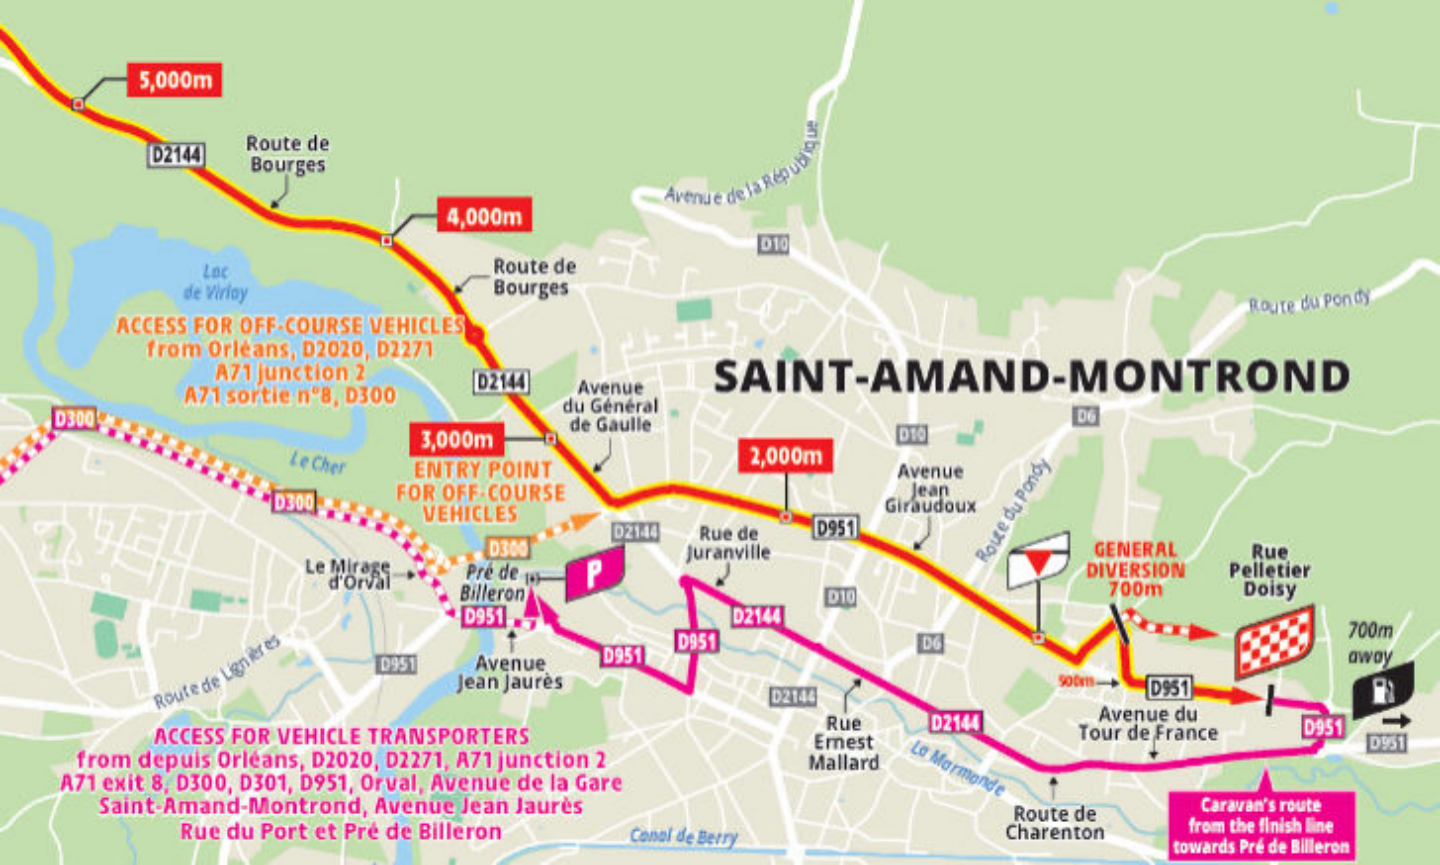 5,000m
D2144
Route de
Bourges
4,000m
Avenue de la République
D10
Route de
Bourges
Lac
de Virlay
Route du Pondy
ACCESS FOR OFF-COURSE VEHICLES
from Orléans, D2020, D2271
A71 junction 2
A71 sortie n°8, D300
SAINT-AMAND-MONTROND
D2144
Avenue
du Général
de Gaulle
D300
3,000m
D10
D6
Le Cher
ENTRY POINT
FOR OFF-COURSE
VEHICLES
2,000m
Avenue
Jean
Giraudoux
Route du Pondy
D300
D300
D2144
D951
Rue de
Juranville
Le Mirage
d'Orval
Pré de
Billeron
P
GENERAL
DIVERSION
700m
Rue
Pelletier
Doisy
D951
D2144
D10
D951
D951
D6
700m
away
D951
Avenue
Jean Jaurès
Route de Lignières
500m
D951
D2144
D2144
Avenue du
Tour de France
D951
D951
Rue
Ernest
Mallard
La Marmande
ACCESS FOR VEHICLE TRANSPORTERS
from depuis Orléans, D2020, D2271, A71 junction 2
A71 exit 8, D300, D301, D951, Orval, Avenue de la Gare
Saint-Amand-Montrond, Avenue Jean Jaurès
Rue du Port et Pré de Billeron
Route de
Charenton
Caravan's route
from the finish line
towards Pré de Billeron
Canal de Berry